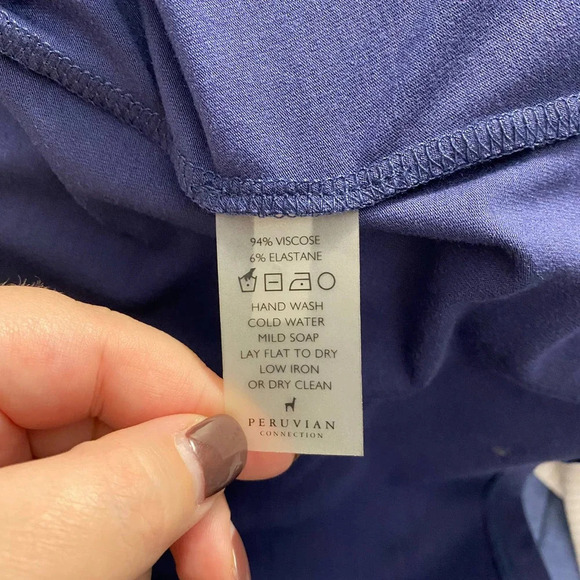 94% VISCOSE
6% ELASTANE
HAND WASH
COLD WATER
MILD SOAP
LAY FLAT TO DRY
LOW IRON
OR DRY CLEAN
PERUVIAN
CONNECTION